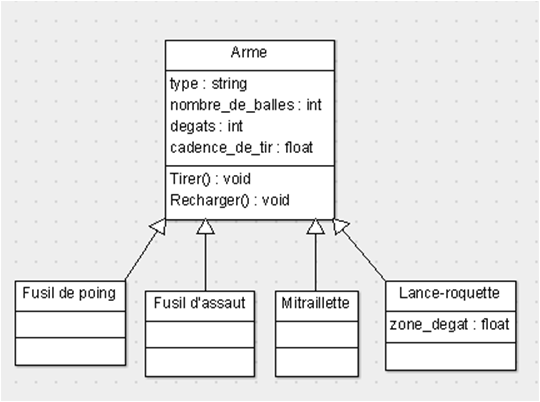 Arme
type : string
nombre_de_balles : int
degats : int
cadence_de_tir : float
Tirer() : void
Recharger() : void
Fusil de poing
Fusil d'assaut
Mitraillette
Lance-roquette
zone_degat : float